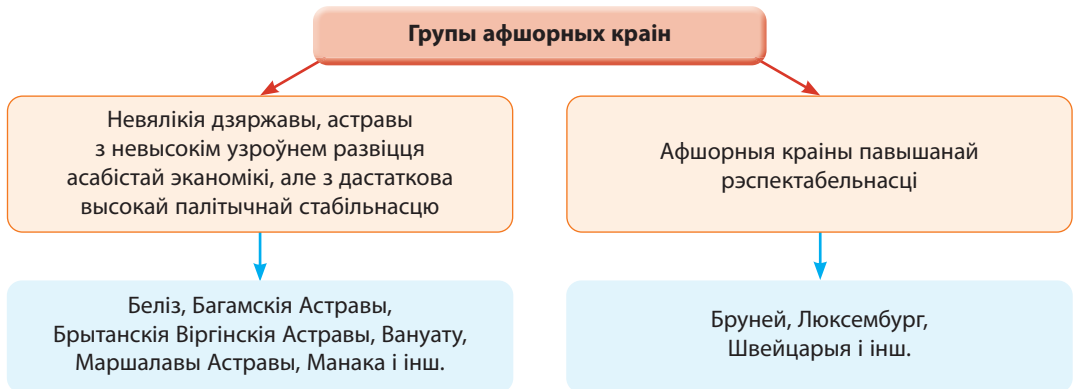 Групы афшорных краін
Невялікія дзяржавы, астравы
з невысокім узроўнем развіцця
асабістай эканомікі, але з дастаткова
высокай палітычнай стабільнасцю
Афшорныя краіны павышанай
рэспектабельнасці
Беліз, Багамскія Астравы,
Брытанскія Віргінскія Астравы, Вануату,
Маршалавы Астравы, Манака і інш.
Бруней, Люксембург,
Швейцарыя і інш.